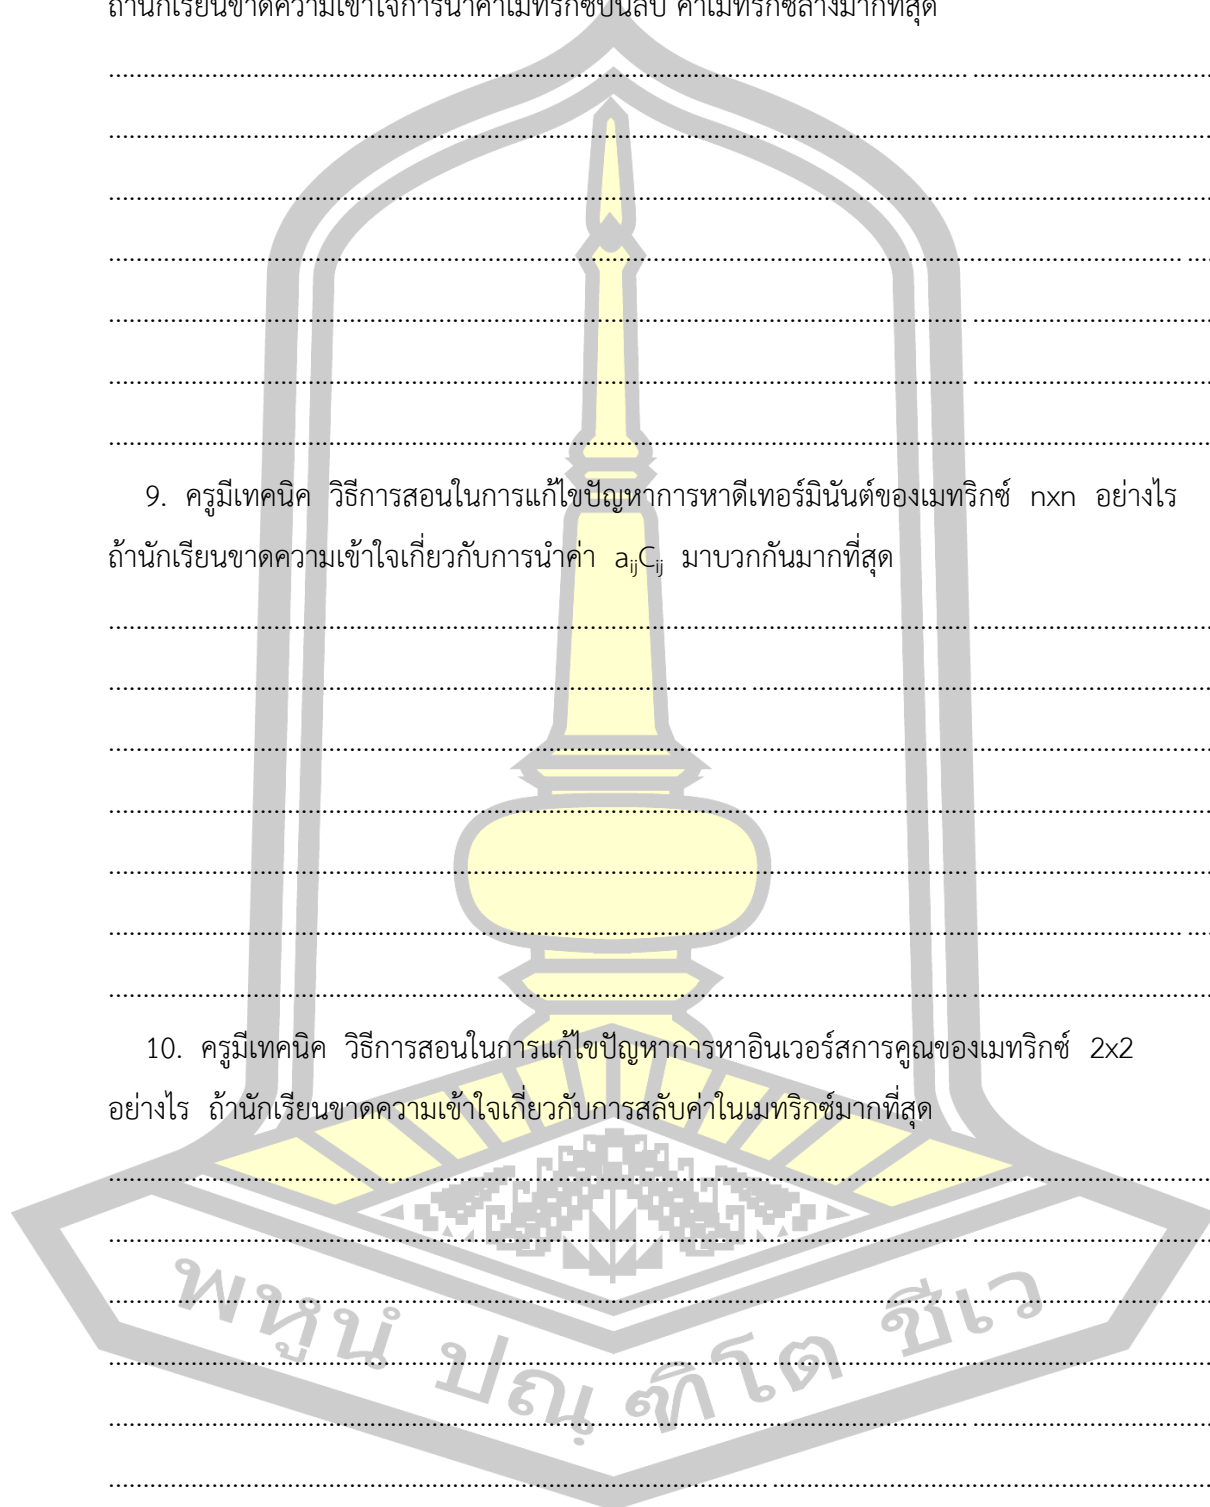 ถ้านักเรียนขาดความเข้าใจการนำค่าเมทริกซ์บนลบ ค่าเมทริกซ์ล่างมากที่สุด
9. ครูมีเทคนิค วิธีการสอนในการแก้ไขปัญหาการหาดีเทอร์มินันต์ของเมทริกซ์ nxn อย่างไร
ถ้านักเรียนขาดความเข้าใจเกี่ยวกับการนำค่า aᵢⱼCᵢⱼ มาบวกกันมากที่สุด
10. ครูมีเทคนิค วิธีการสอนในการแก้ไขปัญหาการหาอินเวอร์สการคูณของเมทริกซ์ 2x2
อย่างไร ถ้านักเรียนขาดความเข้าใจเกี่ยวกับการสลับค่าในเมทริกซ์มากที่สุด
พหูนํ ปณฺฑิโต ชีเว